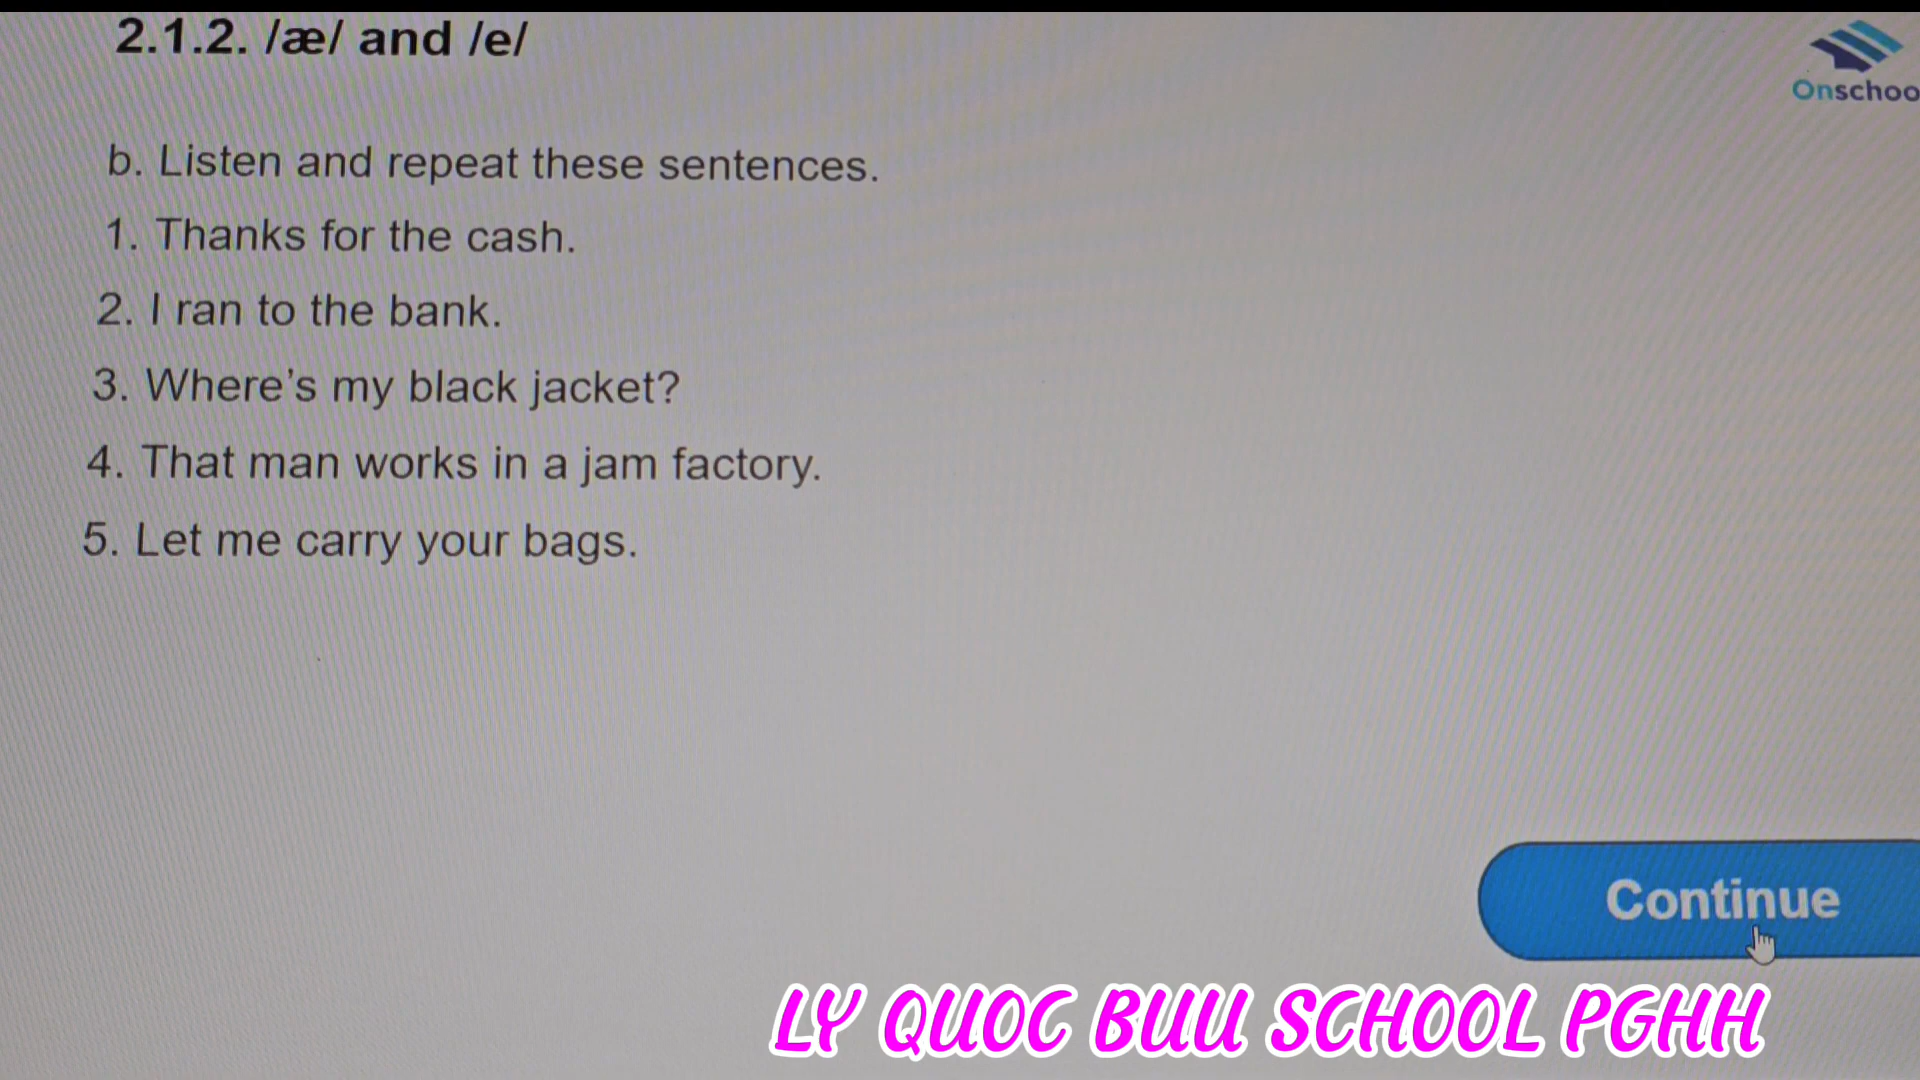 2.1.2. /æ/ and /e/
Onschoo
b. Listen and repeat these sentences.
1. Thanks for the cash.
2. I ran to the bank.
3. Where’s my black jacket?
4. That man works in a jam factory.
5. Let me carry your bags.
Continue
LY QUOC BUU SCHOOL PGHH